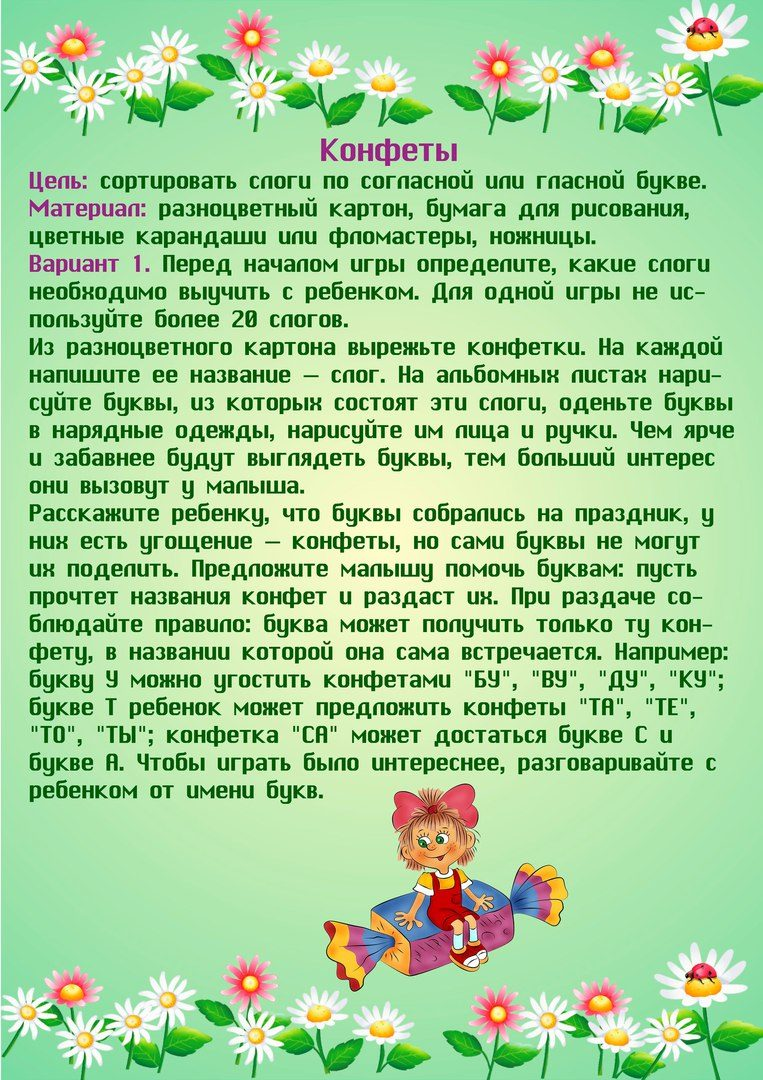 Конфеты
Цель: сортировать слоги по согласной или гласной букве.
Материал: разноцветный картон, бумага для рисования,
цветные карандаши или фломастеры, ножницы.
Вариант 1. Перед началом игры определите, какие слоги
необходимо выучить с ребенком. Для одной игры не ис-
пользуйте более 20 слогов.
Из разноцветного картона вырежьте конфетки. На каждой
напишите ее название — слог. На альбомных листах нари-
суйте буквы, из которых состоят эти слоги, оденьте буквы
в нарядные одежды, нарисуйте им лица и ручки. Чем ярче
и забавнее будут выглядеть буквы, тем больший интерес
они вызовут у малыша.
Расскажите ребенку, что буквы собрались на праздник, у
них есть угощение — конфеты, но сами буквы не могут
их поделить. Предложите малышу помочь буквам: пусть
прочтет названия конфет и раздаст их. При раздаче со-
блюдайте правило: буква может получить только ту кон-
фету, в названии которой она сама встречается. Например:
букву У можно угостить конфетами "БУ", "ВУ", "ДУ", "КУ";
букве Т ребенок может предложить конфеты "ТА", "ТЕ",
"ТО", "ТЫ"; конфетка "СА" может достаться букве С и
букве А. Чтобы играть было интереснее, разговаривайте с
ребенком от имени букв.